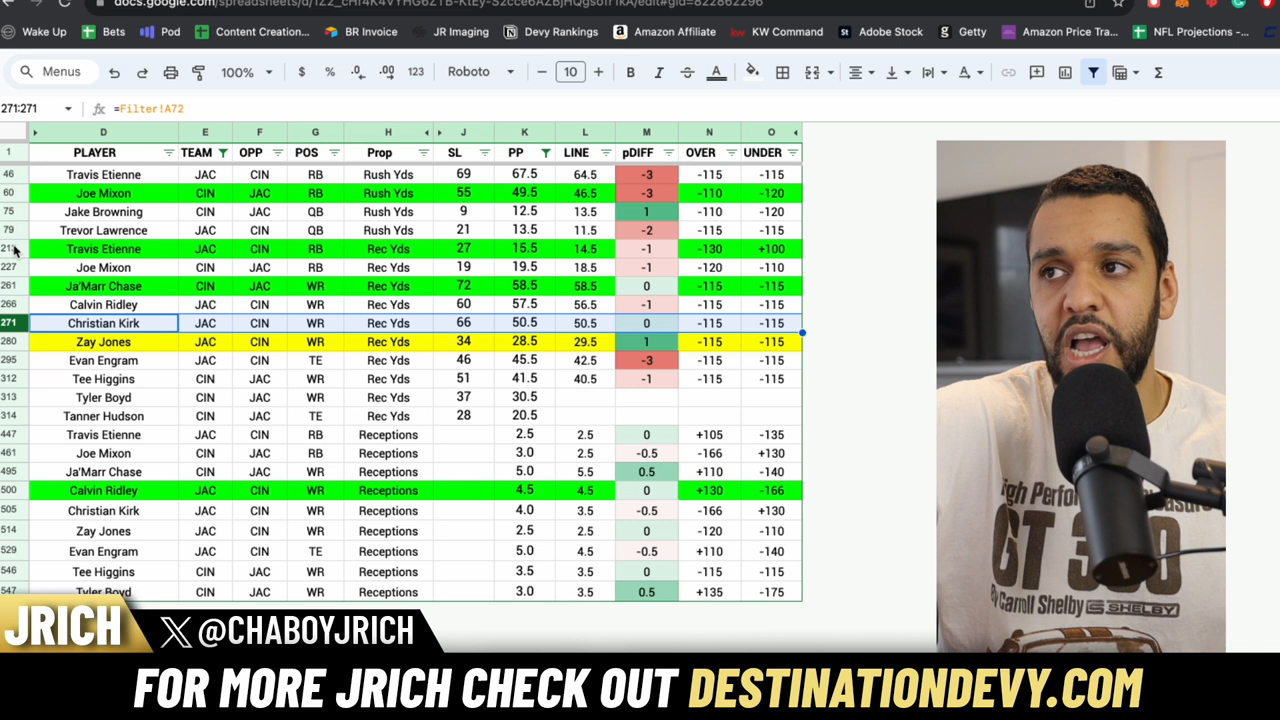 Wake Up Bets Pod Content Creation... BR Invoice JR Imaging Devy Rankings Amazon Affiliate KW Command Adobe Stock Getty Amazon Price Tra... NFL Projections -...
Menus 100% $ % .0 .00 123 Roboto 10 B I
271:271 fx =Filter!A72
D E F G H J K L M N O
1 PLAYER TEAM OPP POS Prop SL PP LINE pDIFF OVER UNDER
46 Travis Etienne JAC CIN RB Rush Yds 69 67.5 64.5 -3 -115 -115
60 Joe Mixon CIN JAC RB Rush Yds 55 49.5 46.5 -3 -110 -120
75 Jake Browning CIN JAC QB Rush Yds 9 12.5 13.5 1 -110 -120
79 Trevor Lawrence JAC CIN QB Rush Yds 21 13.5 11.5 -2 -115 -115
Travis Etienne JAC CIN RB Rec Yds 27 15.5 14.5 -1 -130 +100
227 Joe Mixon CIN JAC RB Rec Yds 19 19.5 18.5 -1 -120 -110
261 Ja'Marr Chase CIN JAC WR Rec Yds 72 58.5 58.5 0 -115 -115
266 Calvin Ridley JAC CIN WR Rec Yds 60 57.5 56.5 -1 -115 -115
271 Christian Kirk JAC CIN WR Rec Yds 66 50.5 50.5 0 -115 -115
280 Zay Jones JAC CIN WR Rec Yds 34 28.5 29.5 1 -115 -115
295 Evan Engram JAC CIN TE Rec Yds 46 45.5 42.5 -3 -115 -115
312 Tee Higgins CIN JAC WR Rec Yds 51 41.5 40.5 -1 -115 -115
313 Tyler Boyd CIN JAC WR Rec Yds 37 30.5
314 Tanner Hudson CIN JAC TE Rec Yds 28 20.5
447 Travis Etienne JAC CIN RB Receptions 2.5 2.5 0 +105 -135
461 Joe Mixon CIN JAC RB Receptions 3.0 2.5 -0.5 -166 +130
495 Ja'Marr Chase CIN JAC WR Receptions 5.0 5.5 0.5 +110 -140
500 Calvin Ridley JAC CIN WR Receptions 4.5 4.5 0 +130 -166
505 Christian Kirk JAC CIN WR Receptions 4.0 3.5 -0.5 -166 +130
514 Zay Jones JAC CIN WR Receptions 2.5 2.5 0 -120 -110
529 Evan Engram JAC CIN TE Receptions 5.0 4.5 -0.5 +110 -140
546 Tee Higgins CIN JAC WR Receptions 3.5 3.5 0 -115 -115
547 Tyler Boyd CIN JAC WR Receptions 3.0 3.5 0.5 +135 -175
GT
Carroll Shelby SHELBY
JRICH X @CHABOYJRICH
FOR MORE JRICH CHECK OUT DESTINATIONDEVY.COM